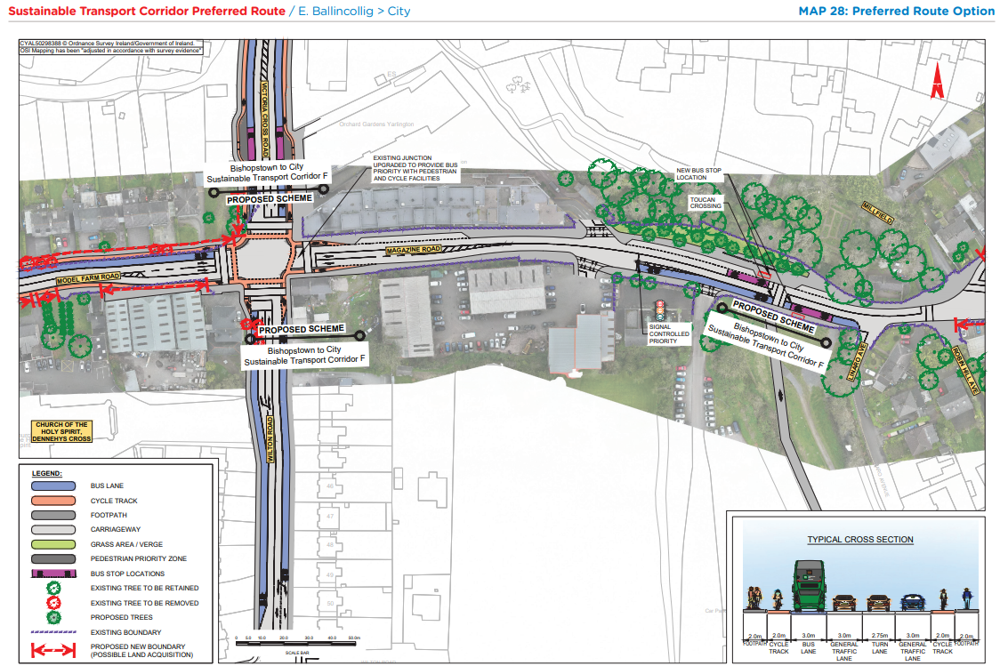 Sustainable Transport Corridor Preferred Route / E. Ballincollig > City
MAP 28: Preferred Route Option
CYAL50298388 © Ordnance Survey Ireland/Government of Ireland.
OSI Mapping has been "adjusted in accordance with survey evidence"
VICTORIA CROSS ROAD
ES
Orchard Gardens Yarlington
Bishopstown to City
Sustainable Transport Corridor F
PROPOSED SCHEME
EXISTING JUNCTION
UPGRADED TO PROVIDE BUS
PRIORITY WITH PEDESTRIAN
AND CYCLE FACILITIES
NEW BUS STOP
LOCATION
TOUCAN
CROSSING
MILLFIELD
MAGAZINE ROAD
MODEL FARM ROAD
PROPOSED SCHEME
Bishopstown to City
Sustainable Transport Corridor F
SIGNAL
CONTROLLED
PRIORITY
PROPOSED SCHEME
Bishopstown to City
Sustainable Transport Corridor F
LINARO AVE
ROBIN HILL AVE
CHURCH OF THE
HOLY SPIRIT,
DENNEHYS CROSS
WILTON ROAD
46
47
48
49
50
Car Park
LEGEND:
BUS LANE
CYCLE TRACK
FOOTPATH
CARRIAGEWAY
GRASS AREA / VERGE
PEDESTRIAN PRIORITY ZONE
BUS STOP LOCATIONS
EXISTING TREE TO BE RETAINED
EXISTING TREE TO BE REMOVED
PROPOSED TREES
EXISTING BOUNDARY
PROPOSED NEW BOUNDARY
(POSSIBLE LAND ACQUISITION)
0 5.0 10.0 20.0 30.0 40.0 50.0m
SCALE BAR
TYPICAL CROSS SECTION
2.0m 2.0m 3.0m 3.0m 2.75m 3.0m 2.0m 2.0m
FOOTPATH CYCLE TRACK BUS LANE GENERAL TRAFFIC LANE TURN LANE GENERAL TRAFFIC LANE CYCLE TRACK FOOTPATH